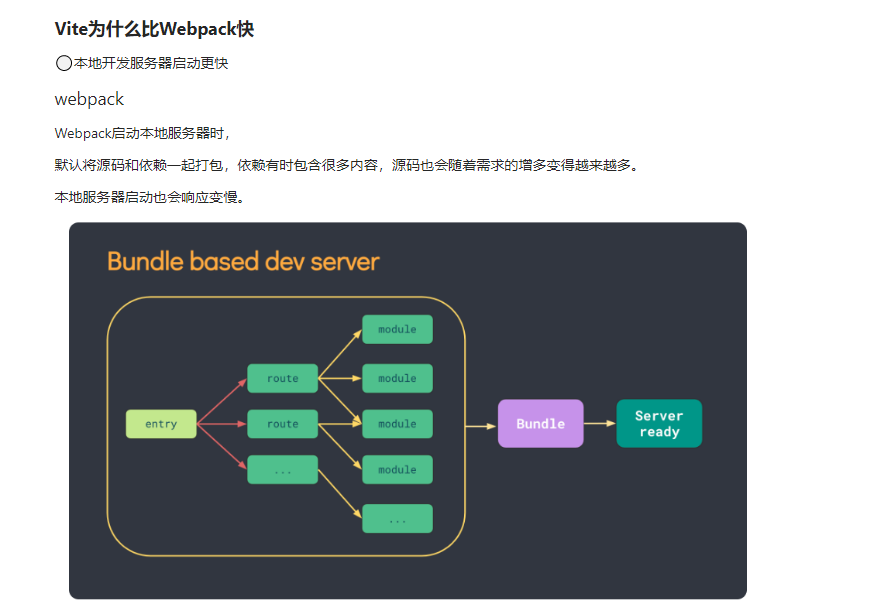 Vite为什么比Webpack快
本地开发服务器启动更快
webpack
Webpack启动本地服务器时，
默认将源码和依赖一起打包，依赖有时包含很多内容，源码也会随着需求的增多变得越来越多。
本地服务器启动也会响应变慢。
Bundle based dev server
module
route
module
entry
route
module
Bundle
Server
ready
...
module
...